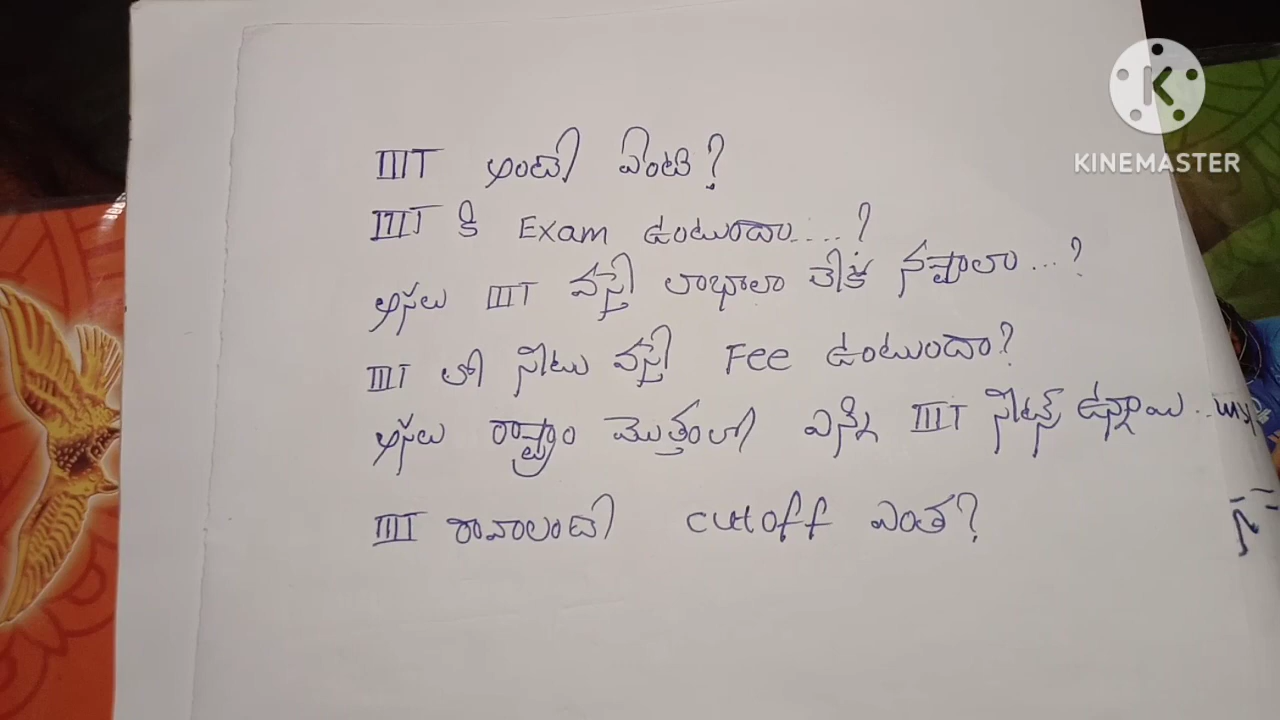 KINEMASTER
IIIT అంటే ఏంటి?
IIIT కి Exam ఉంటుందా....?
అసలు IIIT వస్తే లాభాలా లేక నష్టాలా...?
IIIT లో సీటు వస్తే Fee ఉంటుందా?
అసలు రాష్ట్రం మొత్తంలో ఎన్ని IIIT సీట్స్ ఉన్నాయి..
IIIT రావాలంటే cutoff ఎంత?